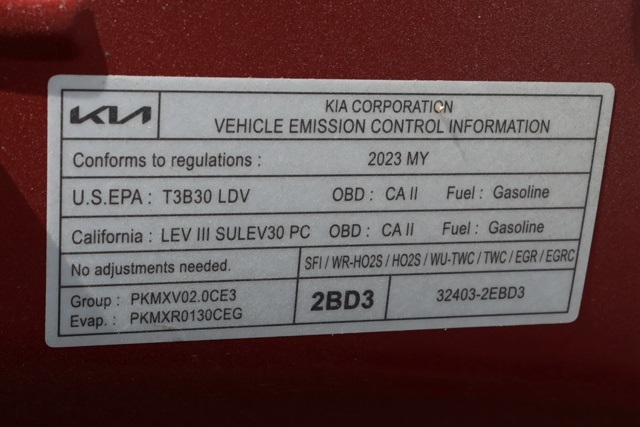 KIA
KIA CORPORATION
VEHICLE EMISSION CONTROL INFORMATION
Conforms to regulations : 2023 MY
U.S.EPA : T3B30 LDV OBD : CA II Fuel : Gasoline
California : LEV III SULEV30 PC OBD : CA II Fuel : Gasoline
No adjustments needed. SFI / WR-HO2S / HO2S / WU-TWC / TWC / EGR / EGRC
Group : PKMXV02.0CE3
Evap. : PKMXR0130CEG
2BD3
32403-2EBD3